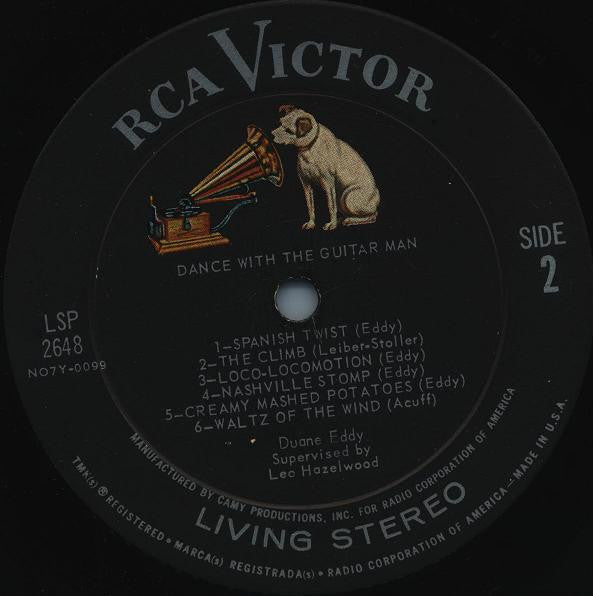 RCA VICTOR
DANCE WITH THE GUITAR MAN
SIDE
2
LSP
2648
NO7Y-0099
1—SPANISH TWIST (Eddy)
2—THE CLIMB (Leiber-Stoller)
3—LOCO-LOCOMOTION (Eddy)
4—NASHVILLE STOMP (Eddy)
5—CREAMY MASHED POTATOES (Eddy)
6—WALTZ OF THE WIND (Acuff)
Duane Eddy
Supervised by
Lee Hazelwood
MANUFACTURED BY CAMY PRODUCTIONS, INC. FOR RADIO CORPORATION OF AMERICA
LIVING STEREO
TMK(s) ® REGISTERED • MARCA(s) REGISTRADA(s) • RADIO CORPORATION OF AMERICA—MADE IN U.S.A.